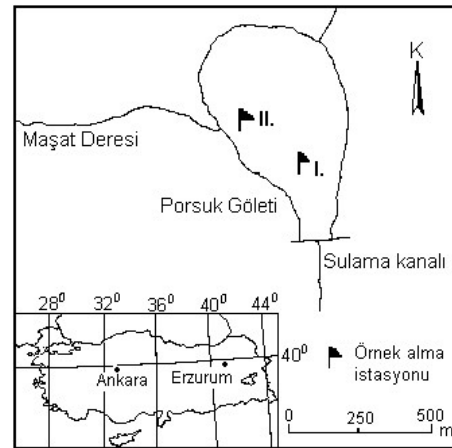 K
II.
Maşat Deresi
I.
Porsuk Göleti
Sulama kanalı
28⁰ 32⁰ 36⁰ 40⁰ 44⁰
40⁰
Ankara Erzurum
Örnek alma
istasyonu
0 250 500
m